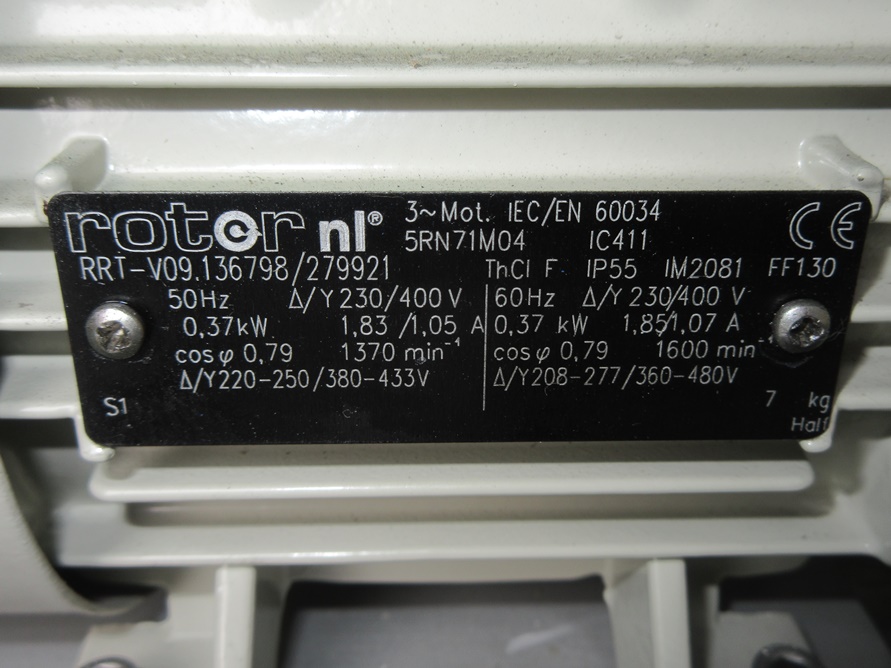 rotor nl® 3~Mot. IEC/EN 60034 CE
5RN71M04 IC411
RRT-V09.136798/279921 ThCl F IP55 IM2081 FF130
50Hz Δ/Y 230/400 V 60Hz Δ/Y 230/400 V
0,37kW 1,83 /1,05 A 0,37 kW 1,85/1,07 A
cos φ 0,79 1370 min⁻¹ cos φ 0,79 1600 min⁻¹
Δ/Y220-250/380-433V Δ/Y208-277/360-480V
S1 7 kg
Half